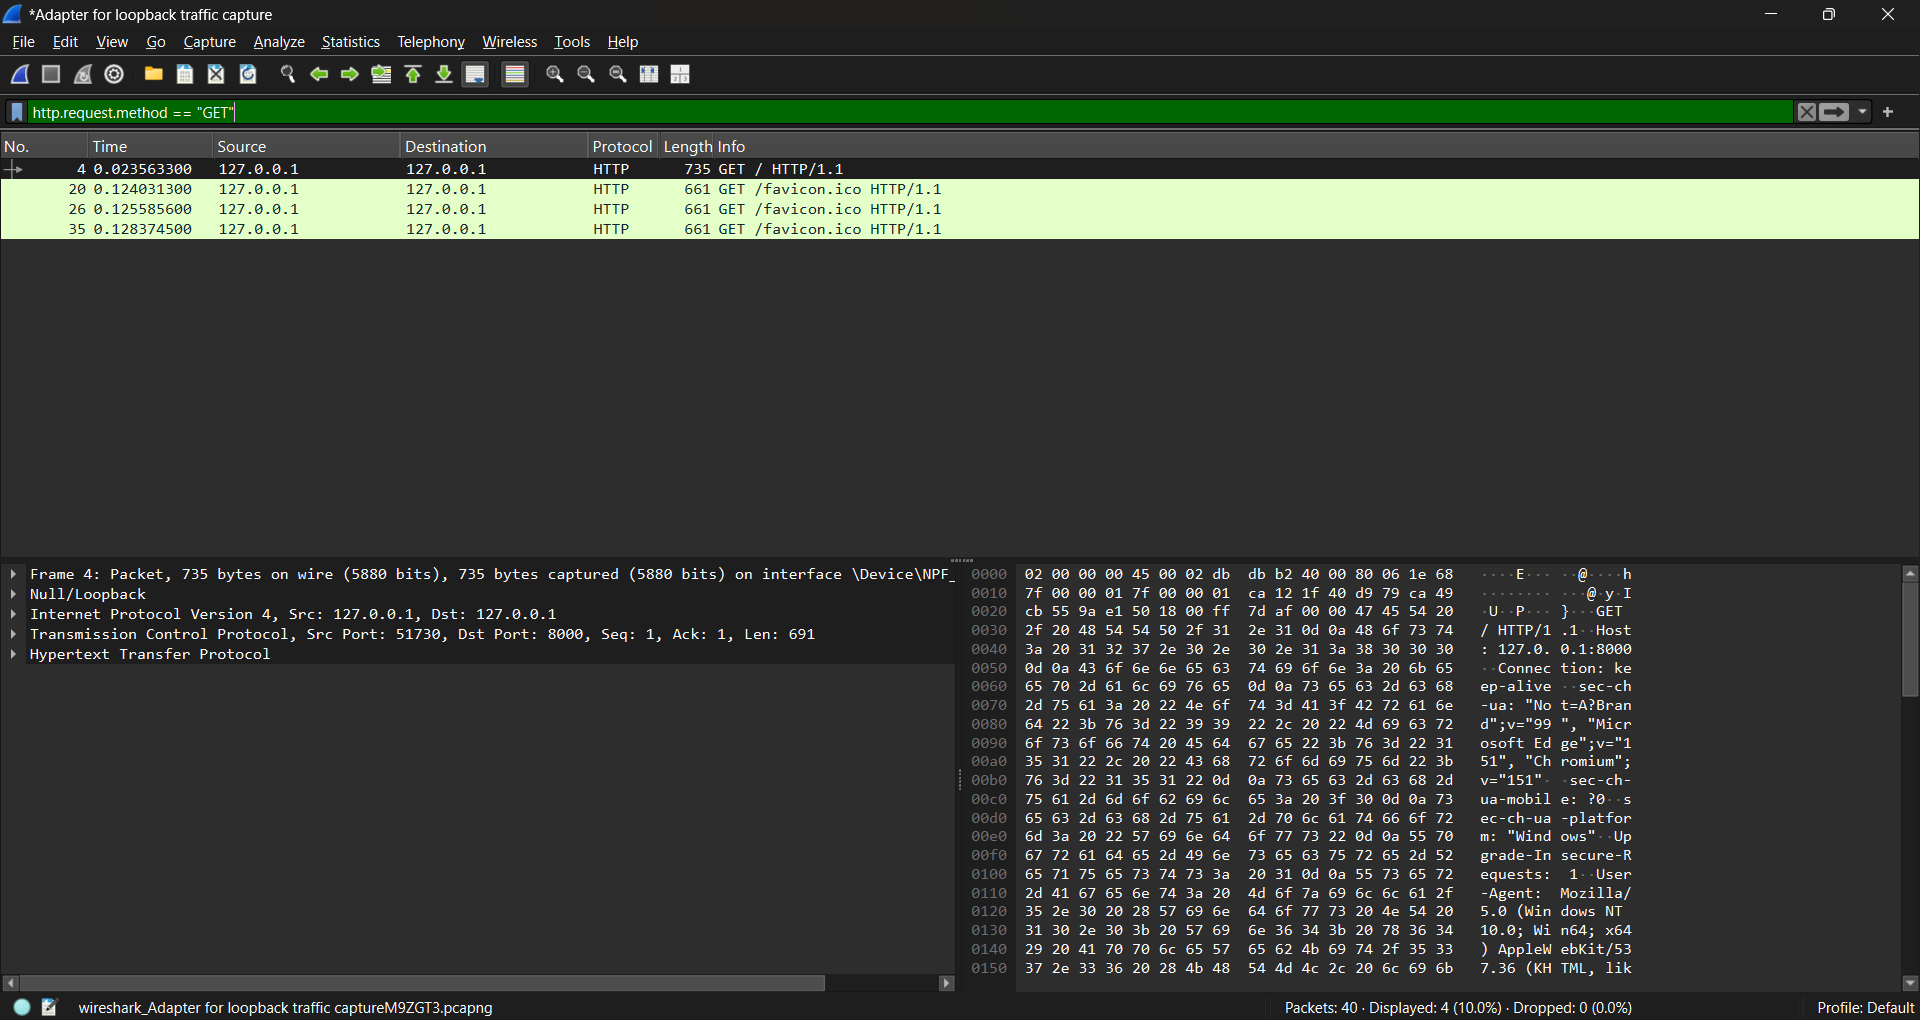 *Adapter for loopback traffic capture
File Edit View Go Capture Analyze Statistics Telephony Wireless Tools Help
http.request.method == "GET"
No. Time Source Destination Protocol Length Info
4 0.023563300 127.0.0.1 127.0.0.1 HTTP 735 GET / HTTP/1.1
20 0.124031300 127.0.0.1 127.0.0.1 HTTP 661 GET /favicon.ico HTTP/1.1
26 0.125585600 127.0.0.1 127.0.0.1 HTTP 661 GET /favicon.ico HTTP/1.1
35 0.128374500 127.0.0.1 127.0.0.1 HTTP 661 GET /favicon.ico HTTP/1.1
Frame 4: Packet, 735 bytes on wire (5880 bits), 735 bytes captured (5880 bits) on interface \Device\NPF_
Null/Loopback
Internet Protocol Version 4, Src: 127.0.0.1, Dst: 127.0.0.1
Transmission Control Protocol, Src Port: 51730, Dst Port: 8000, Seq: 1, Ack: 1, Len: 691
Hypertext Transfer Protocol
0000 02 00 00 00 45 00 02 db db b2 40 00 80 06 1e 68 ····E··· ··@····h
0010 7f 00 00 01 7f 00 00 01 ca 12 1f 40 d9 79 ca 49 ········ ···@·y·I
0020 cb 55 9a e1 50 18 00 ff 7d af 00 00 47 45 54 20 ·U··P··· }···GET
0030 2f 20 48 54 54 50 2f 31 2e 31 0d 0a 48 6f 73 74 / HTTP/1 .1··Host
0040 3a 20 31 32 37 2e 30 2e 30 2e 31 3a 38 30 30 30 : 127.0. 0.1:8000
0050 0d 0a 43 6f 6e 6e 65 63 74 69 6f 6e 3a 20 6b 65 ··Connec tion: ke
0060 65 70 2d 61 6c 69 76 65 0d 0a 73 65 63 2d 63 68 ep-alive ··sec-ch
0070 2d 75 61 3a 20 22 4e 6f 74 3d 41 3f 42 72 61 6e -ua: "No t=A?Bran
0080 64 22 3b 76 3d 22 39 39 22 2c 20 22 4d 69 63 72 d";v="99 ", "Micr
0090 6f 73 6f 66 74 20 45 64 67 65 22 3b 76 3d 22 31 osoft Ed ge";v="1
00a0 35 31 22 2c 20 22 43 68 72 6f 6d 69 75 6d 22 3b 51", "Ch romium";
00b0 76 3d 22 31 35 31 22 0d 0a 73 65 63 2d 63 68 2d v="151"· ·sec-ch-
00c0 75 61 2d 6d 6f 62 69 6c 65 3a 20 3f 30 0d 0a 73 ua-mobil e: ?0··s
00d0 65 63 2d 63 68 2d 75 61 2d 70 6c 61 74 66 6f 72 ec-ch-ua -platfor
00e0 6d 3a 20 22 57 69 6e 64 6f 77 73 22 0d 0a 55 70 m: "Wind ows"··Up
00f0 67 72 61 64 65 2d 49 6e 73 65 63 75 72 65 2d 52 grade-In secure-R
0100 65 71 75 65 73 74 73 3a 20 31 0d 0a 55 73 65 72 equests: 1··User
0110 2d 41 67 65 6e 74 3a 20 4d 6f 7a 69 6c 6c 61 2f -Agent: Mozilla/
0120 35 2e 30 20 28 57 69 6e 64 6f 77 73 20 4e 54 20 5.0 (Win dows NT
0130 31 30 2e 30 3b 20 57 69 6e 36 34 3b 20 78 36 34 10.0; Wi n64; x64
0140 29 20 41 70 70 6c 65 57 65 62 4b 69 74 2f 35 33 ) AppleW ebKit/53
0150 37 2e 33 36 20 28 4b 48 54 4d 4c 2c 20 6c 69 6b 7.36 (KH TML, lik
wireshark_Adapter for loopback traffic captureM9ZGT3.pcapng
Packets: 40 · Displayed: 4 (10.0%) · Dropped: 0 (0.0%)
Profile: Default